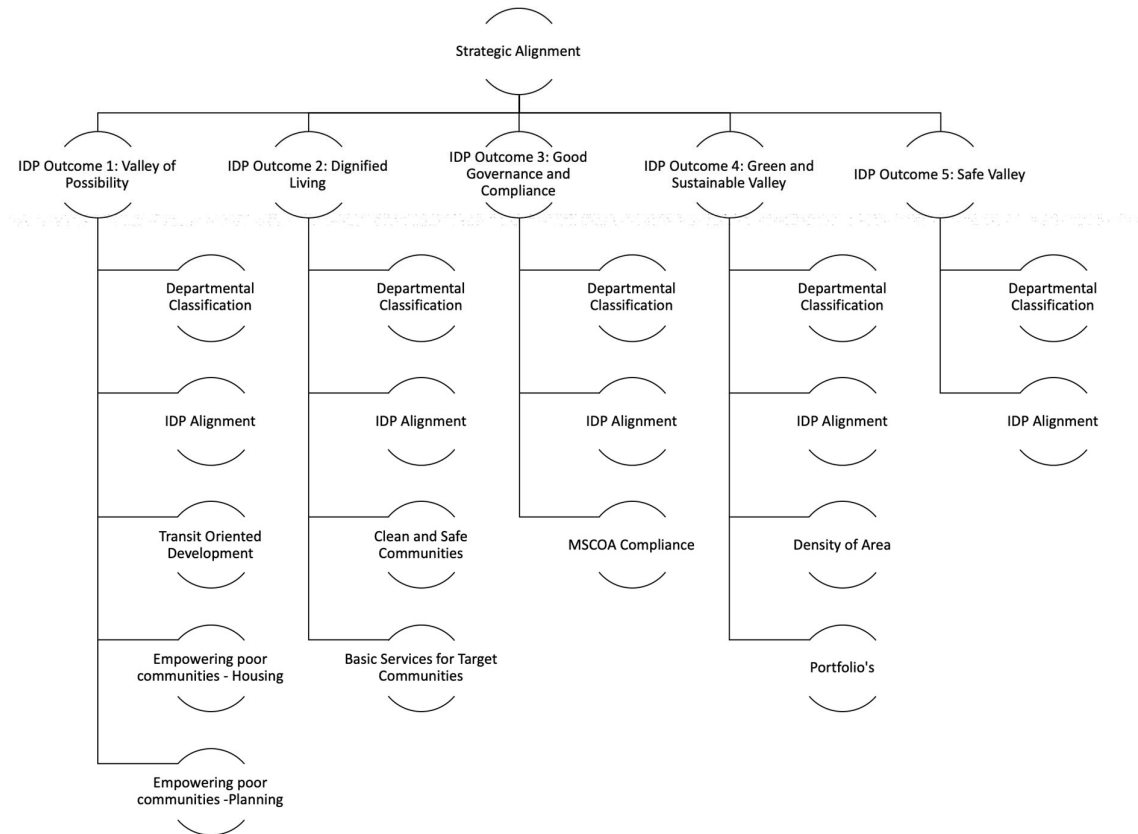 Strategic Alignment
IDP Outcome 1: Valley of
Possibility
IDP Outcome 2: Dignified
Living
IDP Outcome 3: Good
Governance and
Compliance
IDP Outcome 4: Green and
Sustainable Valley
IDP Outcome 5: Safe Valley
Departmental
Classification
IDP Alignment
Transit Oriented
Development
Empowering poor
communities - Housing
Empowering poor
communities -Planning
Departmental
Classification
IDP Alignment
Clean and Safe
Communities
Basic Services for Target
Communities
Departmental
Classification
IDP Alignment
MSCOA Compliance
Departmental
Classification
IDP Alignment
Density of Area
Portfolio's
Departmental
Classification
IDP Alignment